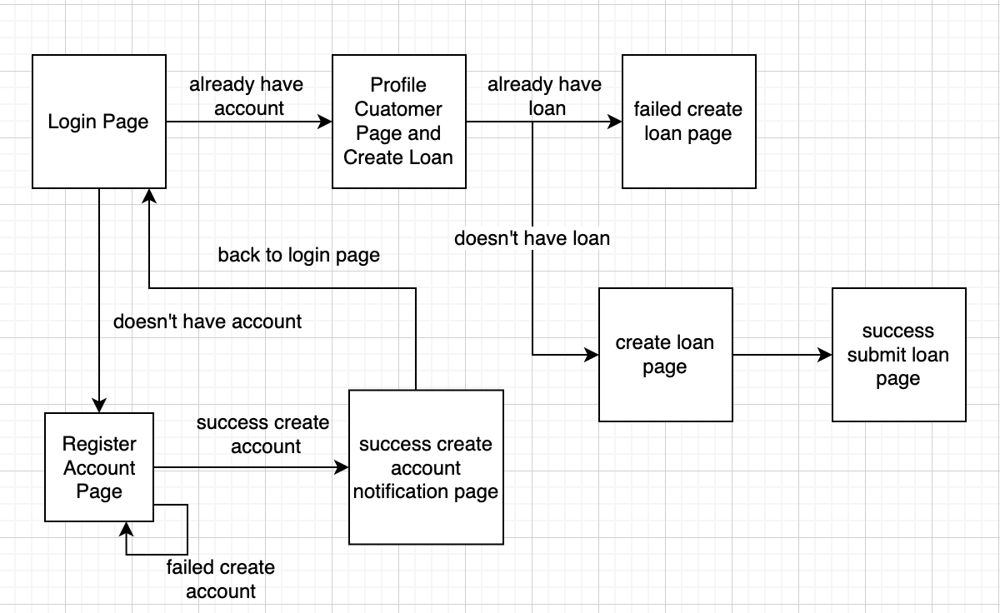 Login Page
already have
account
Profile
Cuatomer
Page and
Create Loan
already have
loan
failed create
loan page
doesn't have loan
back to login page
doesn't have account
create loan
page
success
submit loan
page
Register
Account
Page
success create
account
success create
account
notification page
failed create
account